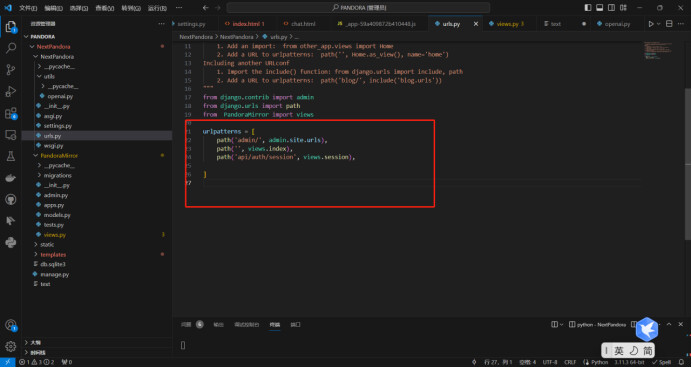 文件(F) 编辑(E) 选择(S) 查看(V) 转到(G) 运行(R) ···
PANDORA [管理员]
资源管理器 ···
settings.py
index.html 1
chat.html
urls.py
views.py 3
text
openai.py
NextPandora > NextPandora > urls.py > ...
PANDORA
NextPandora
NextPandora
__pycache__
utils
__pycache__
openai.py
__init__.py
asgi.py
settings.py
urls.py
wsgi.py
PandoraMirror
__pycache__
migrations
__init__.py
admin.py
apps.py
models.py
tests.py
views.py 3
static
templates
db.sqlite3
manage.py
text
大纲
时间线
11 1. Add an import: from other_app.views import Home
12 2. Add a URL to urlpatterns: path('', Home.as_view(), name='home')
13 Including another URLconf
14 1. Import the include() function: from django.urls import include, path
15 2. Add a URL to urlpatterns: path('blog/', include('blog.urls'))
16 """
17 from django.contrib import admin
18 from django.urls import path
19 from PandoraMirror import views
20
21 urlpatterns = [
22 path('admin/', admin.site.urls),
23 path('', views.index),
24 path('api/auth/session', views.session),
25
26 ]
27
问题 6 输出 调试控制台 终端 端口
python - NextPandora
英 简
1 3 2 0
行 27, 列 1 空格: 4 UTF-8 CRLF Python 3.11.3 64-bit Spell